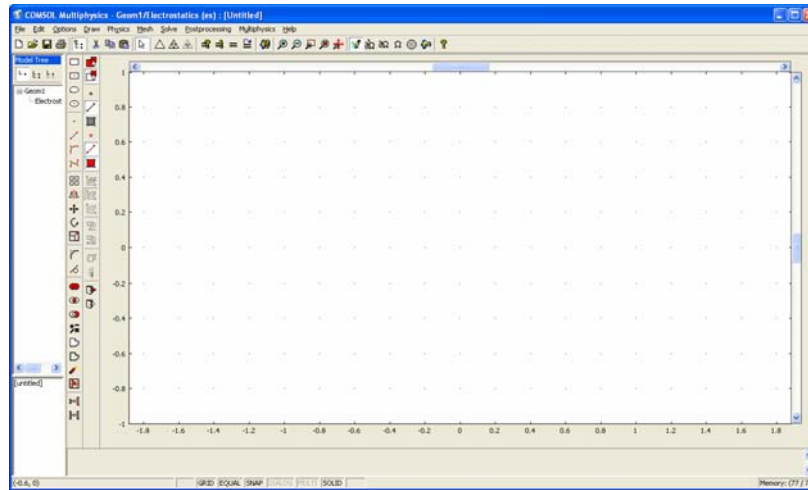 COMSOL Multiphysics - Geom1/Electrostatics (es) : [Untitled]
File Edit Options Draw Physics Mesh Solve Postprocessing Multiphysics Help
Model Tree
Geom1
Electrost
1
0.8
0.6
0.4
0.2
0
-0.2
-0.4
-0.6
-0.8
-1
-1.8 -1.6 -1.4 -1.2 -1 -0.8 -0.6 -0.4 -0.2 0 0.2 0.4 0.6 0.8 1 1.2 1.4 1.6 1.8
[untitled]
(-0.6, 0) GRID EQUAL SNAP DIALOG MULTI SOLID Memory: (77 /